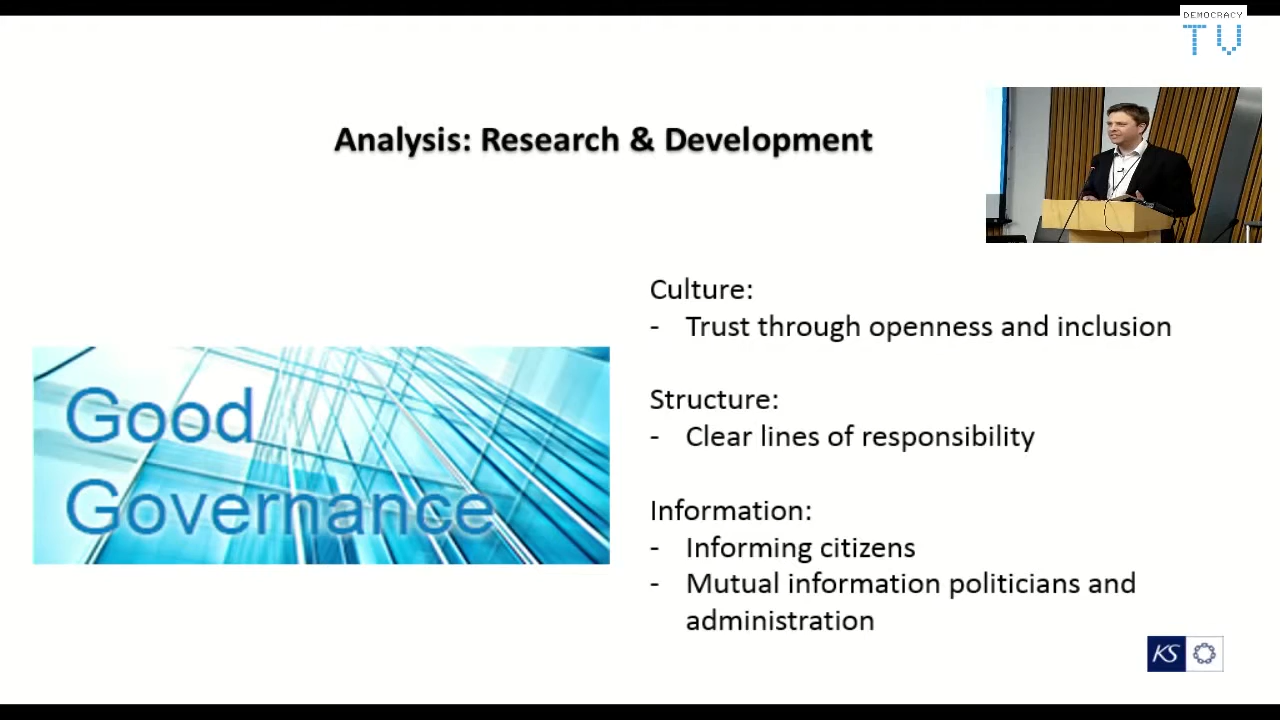 DEMOCRACY
TV
Analysis: Research & Development
Culture:
- Trust through openness and inclusion
Structure:
- Clear lines of responsibility
Good
Governance
Information:
- Informing citizens
- Mutual information politicians and
administration
KS